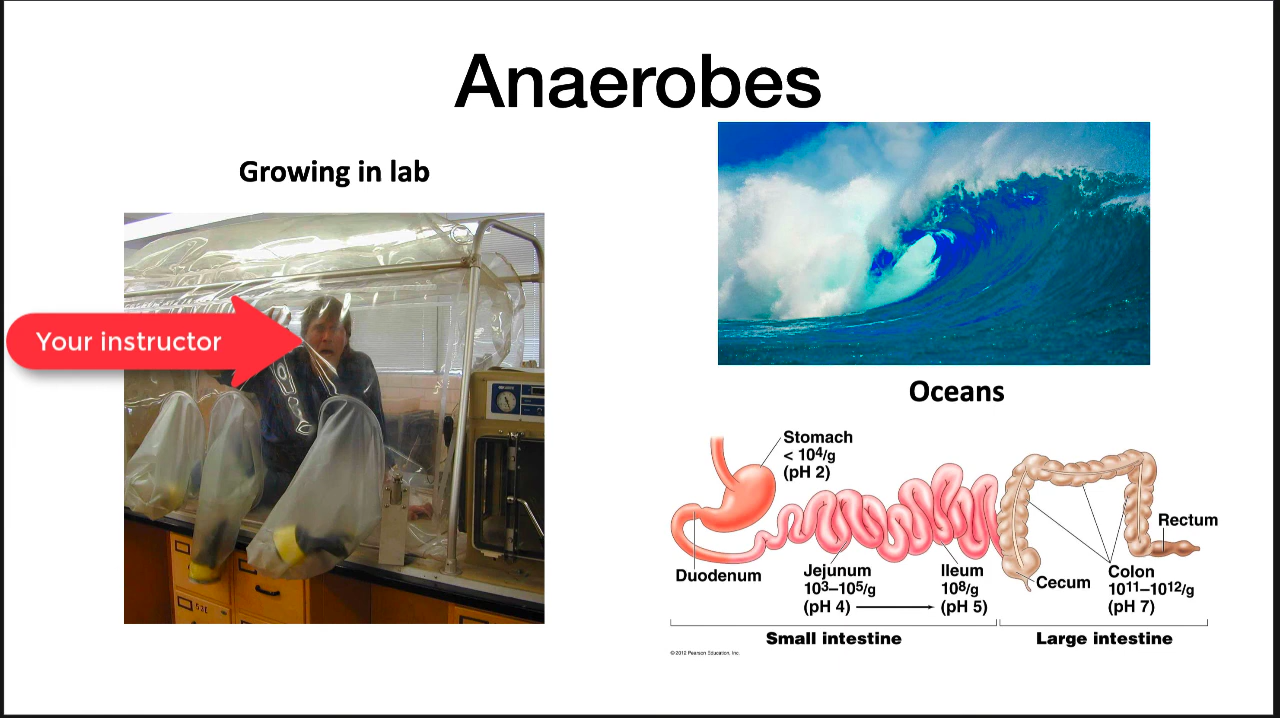 Anaerobes
Growing in lab
Your instructor
Oceans
Stomach
< 10⁴/g
(pH 2)
Duodenum
Jejunum
10³–10⁵/g
(pH 4)
Ileum
10⁸/g
(pH 5)
Cecum
Colon
10¹¹–10¹²/g
(pH 7)
Rectum
Small intestine
Large intestine
© 2012 Pearson Education, Inc.